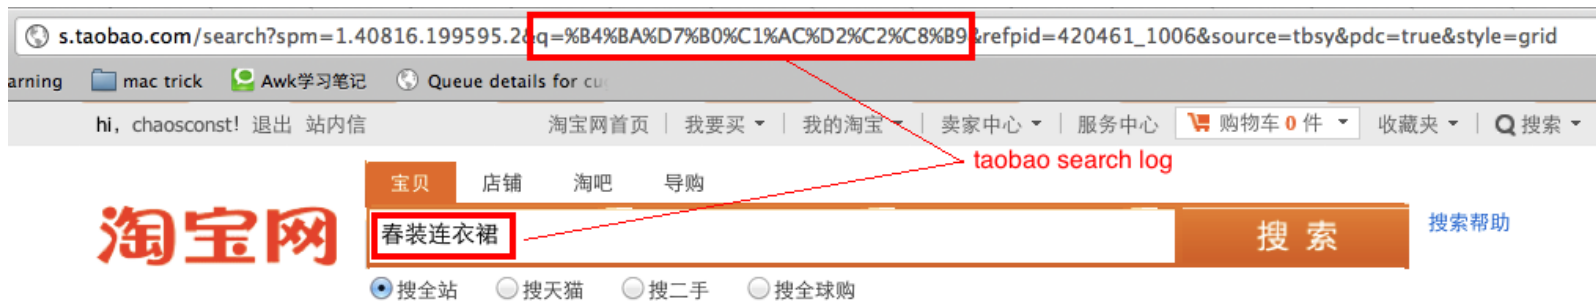 s.taobao.com/search?spm=1.40816.199595.2&q=%B4%BA%D7%B0%C1%AC%D2%C2%C8%B9&refpid=420461_1006&source=tbsy&pdc=true&style=grid
arning mac trick Awk学习笔记 Queue details for cu
hi, chaosconst! 退出 站内信 淘宝网首页 我要买 我的淘宝 卖家中心 服务中心 购物车 0 件 收藏夹 搜索
taobao search log
宝贝 店铺 淘吧 导购
淘宝网 春装连衣裙 搜索 搜索帮助
搜全站 搜天猫 搜二手 搜全球购